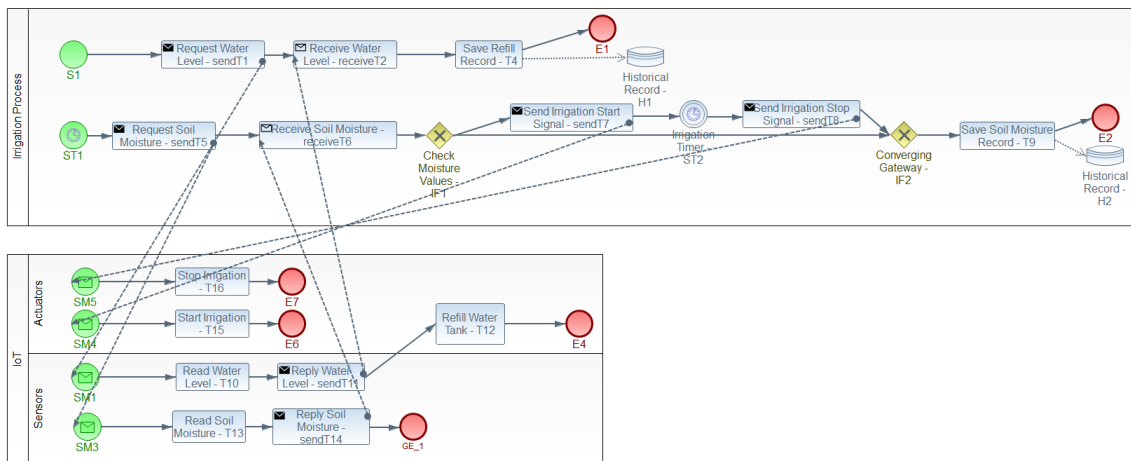 Irrigation Process
S1
Request Water
Level - sendT1
Receive Water
Level - receiveT2
Save Refill
Record - T4
E1
Historical
Record -
H1
ST1
Request Soil
Moisture - sendT5
Receive Soil Moisture -
receiveT6
Check
Moisture
Values -
IF1
Send Irrigation Start
Signal - sendT7
Irrigation
Timer -
ST2
Send Irrigation Stop
Signal - sendT8
Converging
Gateway -
IF2
Save Soil Moisture
Record - T9
E2
Historical
Record -
H2
IoT
Actuators
SM5
Stop Irrigation
- T16
E7
SM4
Start Irrigation
- T15
E6
Refill Water
Tank - T12
E4
Sensors
SM1
Read Water
Level - T10
Reply Water
Level - sendT11
SM3
Read Soil
Moisture - T13
Reply Soil
Moisture -
sendT14
GE_1